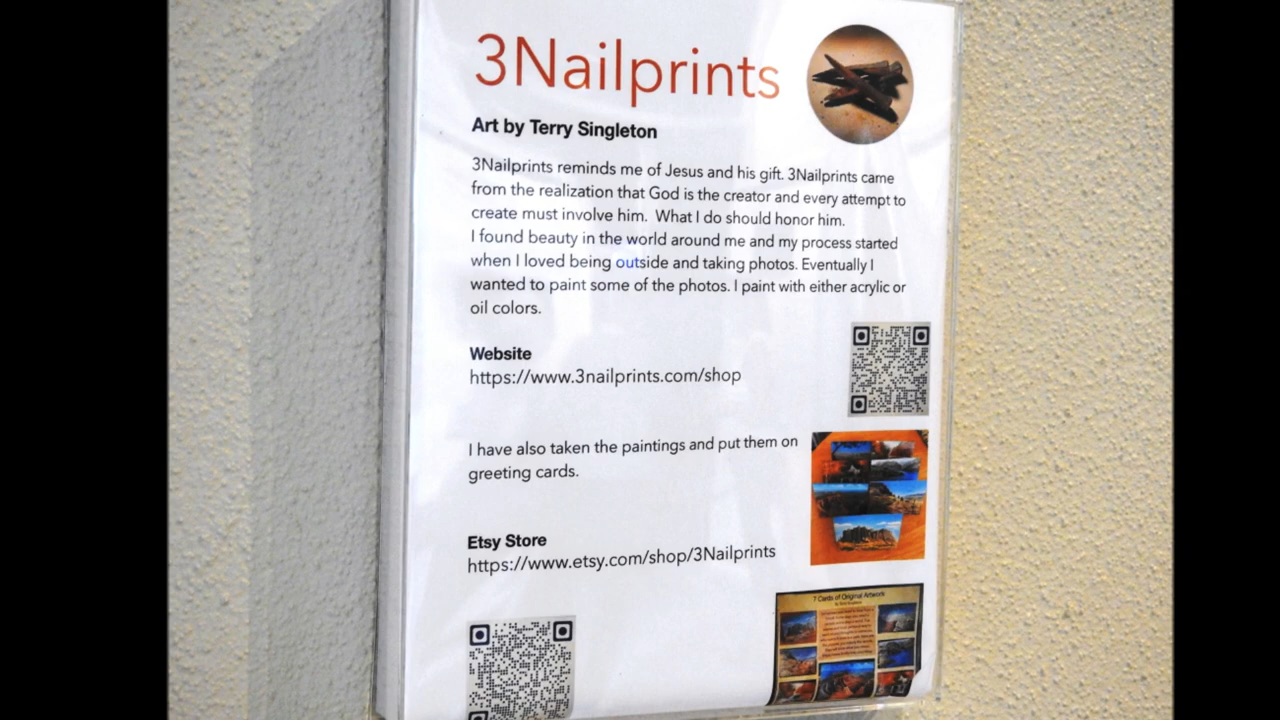 3Nailprints
Art by Terry Singleton
3Nailprints reminds me of Jesus and his gift. 3Nailprints came
from the realization that God is the creator and every attempt to
create must involve him.  What I do should honor him.
I found beauty in the world around me and my process started
when I loved being outside and taking photos. Eventually I
wanted to paint some of the photos. I paint with either acrylic or
oil colors.
Website
https://www.3nailprints.com/shop
I have also taken the paintings and put them on
greeting cards.
Etsy Store
https://www.etsy.com/shop/3Nailprints
7 Cards of Original Artwork
by Terry Singleton